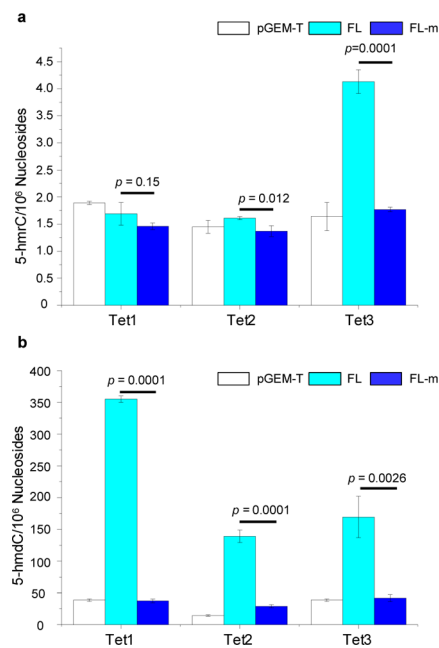 a
pGEM-T FL FL-m
p=0.0001
p = 0.15
p = 0.012
5-hmrC/10⁶ Nucleosides
4.5
4.0
3.5
3.0
2.5
2.0
1.5
1.0
0.5
0
Tet1 Tet2 Tet3
b
pGEM-T FL FL-m
p = 0.0001
p = 0.0026
p = 0.0001
5-hmdC/10⁶ Nucleosides
400
350
300
250
200
150
100
50
0
Tet1 Tet2 Tet3